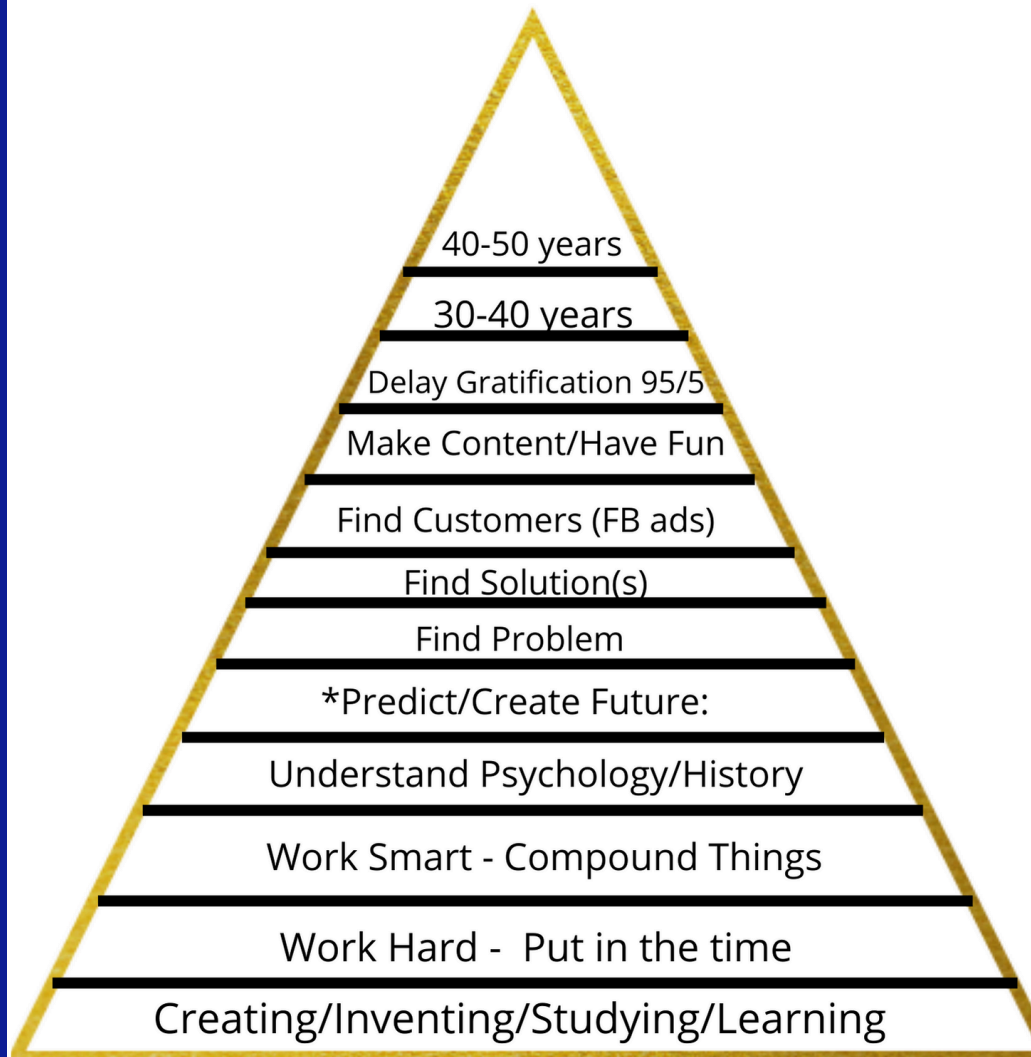 40-50 years
30-40 years
Delay Gratification 95/5
Make Content/Have Fun
Find Customers (FB ads)
Find Solution(s)
Find Problem
*Predict/Create Future:
Understand Psychology/History
Work Smart - Compound Things
Work Hard -  Put in the time
Creating/Inventing/Studying/Learning